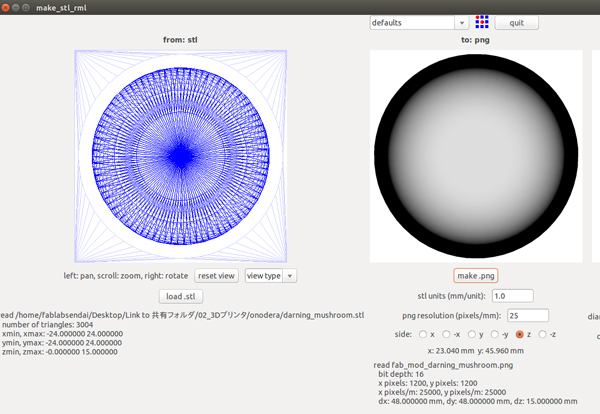 make_stl_rml
defaults
quit
from: stl
to: png
left: pan, scroll: zoom, right: rotate
reset view
view type
load .stl
read /home/fablabsendai/Desktop/Link to 共有フォルダ/02_3Dプリンタ/onodera/darning_mushroom.stl
number of triangles: 3004
xmin, xmax: -24.000000 24.000000
ymin, ymax: -24.000000 24.000000
zmin, zmax: -0.000000 15.000000
make .png
stl units (mm/unit): 1.0
png resolution (pixels/mm): 25
side: x -x y -y z -z
x: 23.040 mm y: 45.960 mm
read fab_mod_darning_mushroom.png
bit depth: 16
x pixels: 1200, y pixels: 1200
x pixels/m: 25000, y pixels/m: 25000
dx: 48.000000 mm, dy: 48.000000 mm, dz: 15.000000 mm